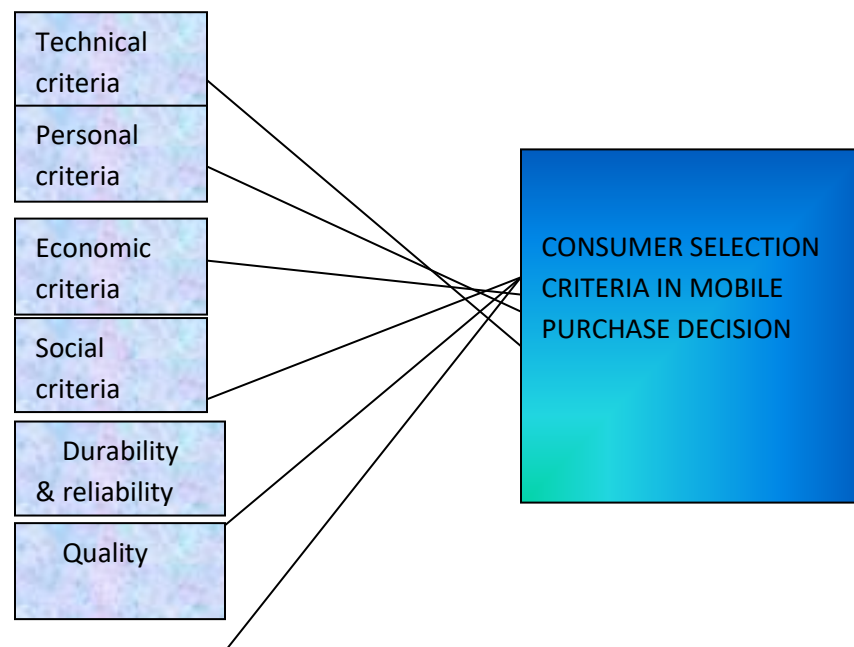 Technical
criteria
Personal
criteria
Economic
criteria
Social
criteria
Durability
& reliability
Quality
CONSUMER SELECTION
CRITERIA IN MOBILE
PURCHASE DECISION